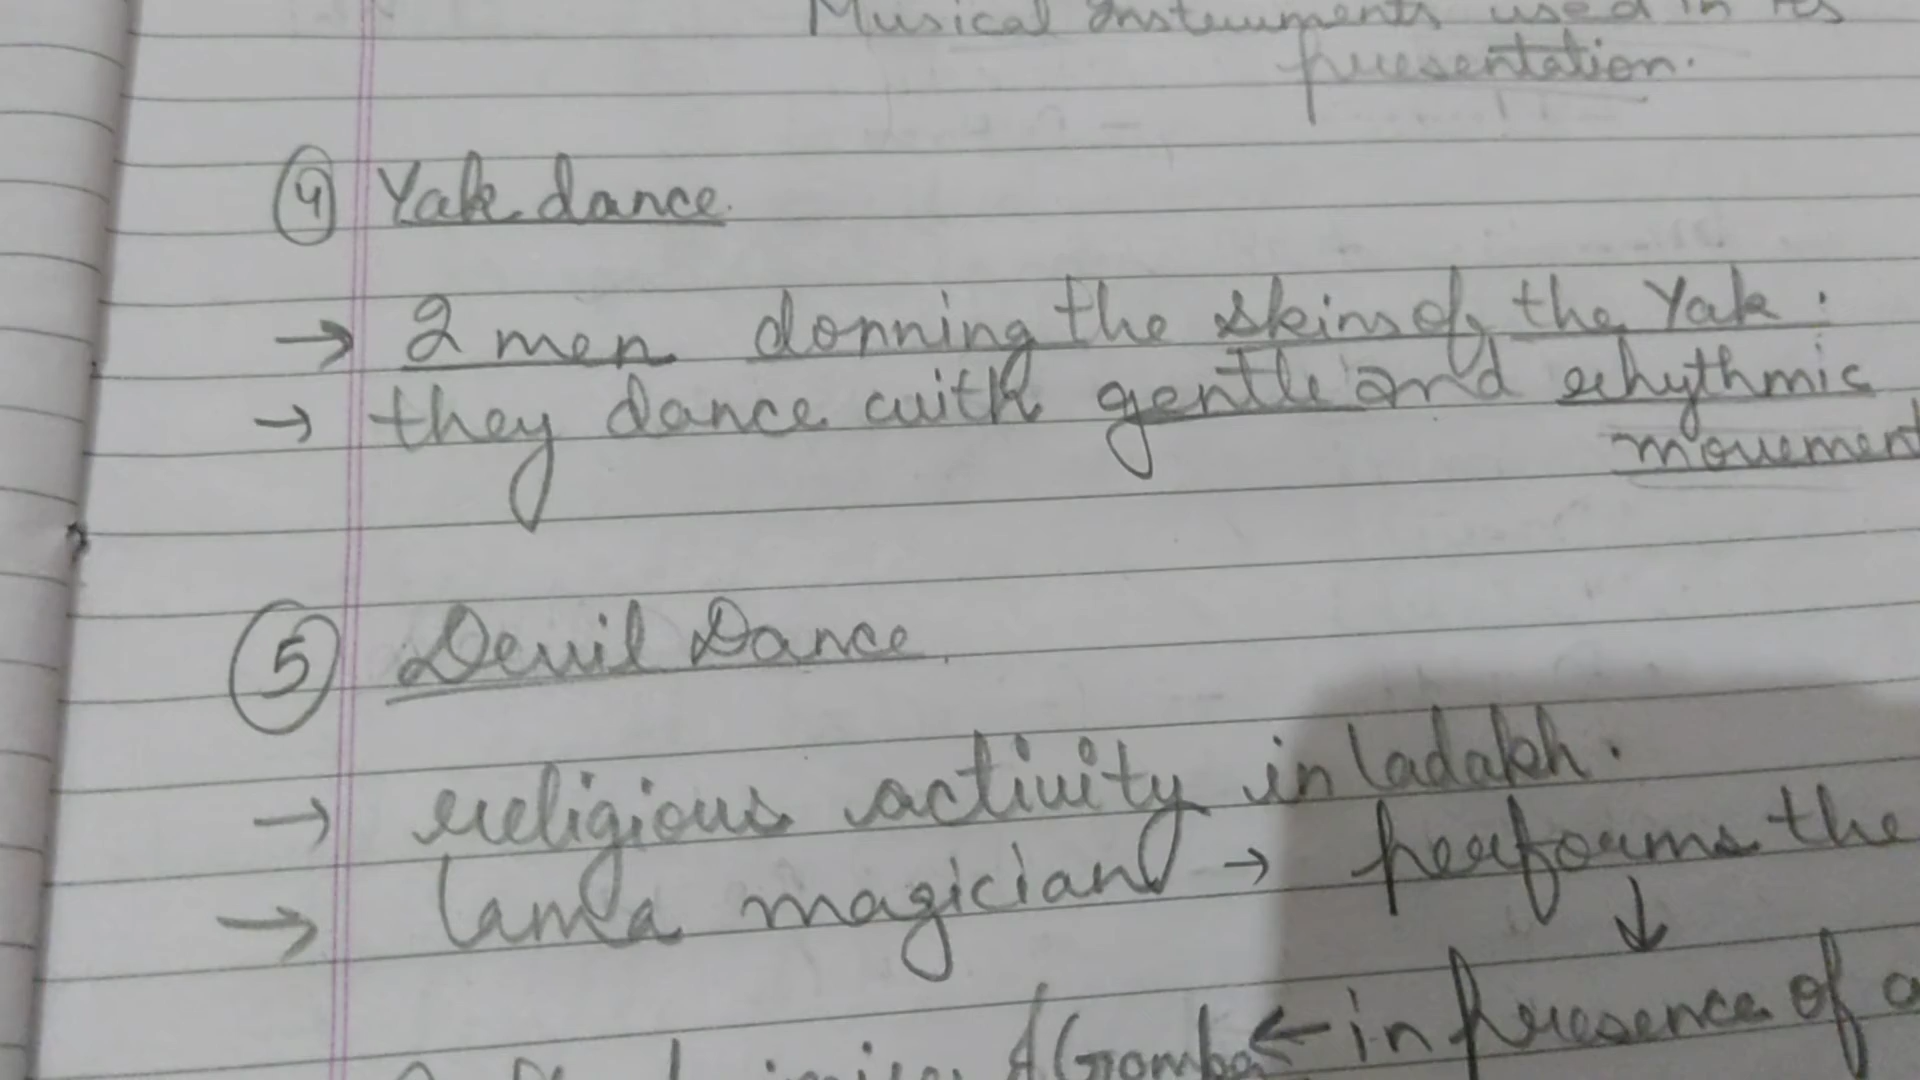 Musical Instruments used in its
presentation.
④ Yak dance.
→ 2 men donning the skins of the Yak.
→ they dance with gentle and rhythmic
movement
⑤ Devil Dance
→ religious activity in ladakh.
→ lama magician → performs the
↓
Gomba ← in presence of a